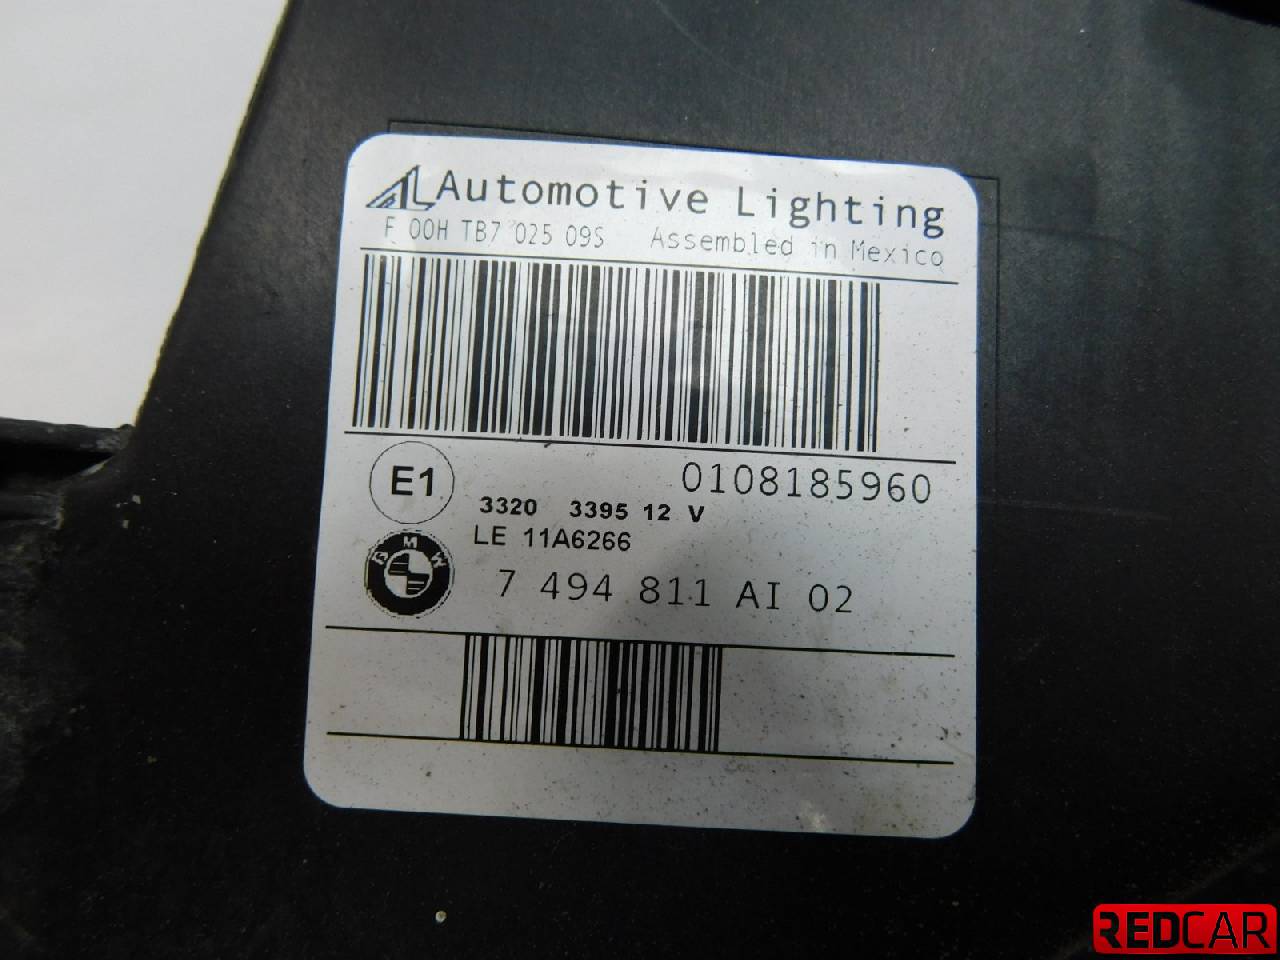 AL Automotive Lighting
F 00H TB7 025 09S Assembled in Mexico
0108185960
E1
3320 3395 12 V
LE 11A6266
BMW
7 494 811 AI 02
REDCAR